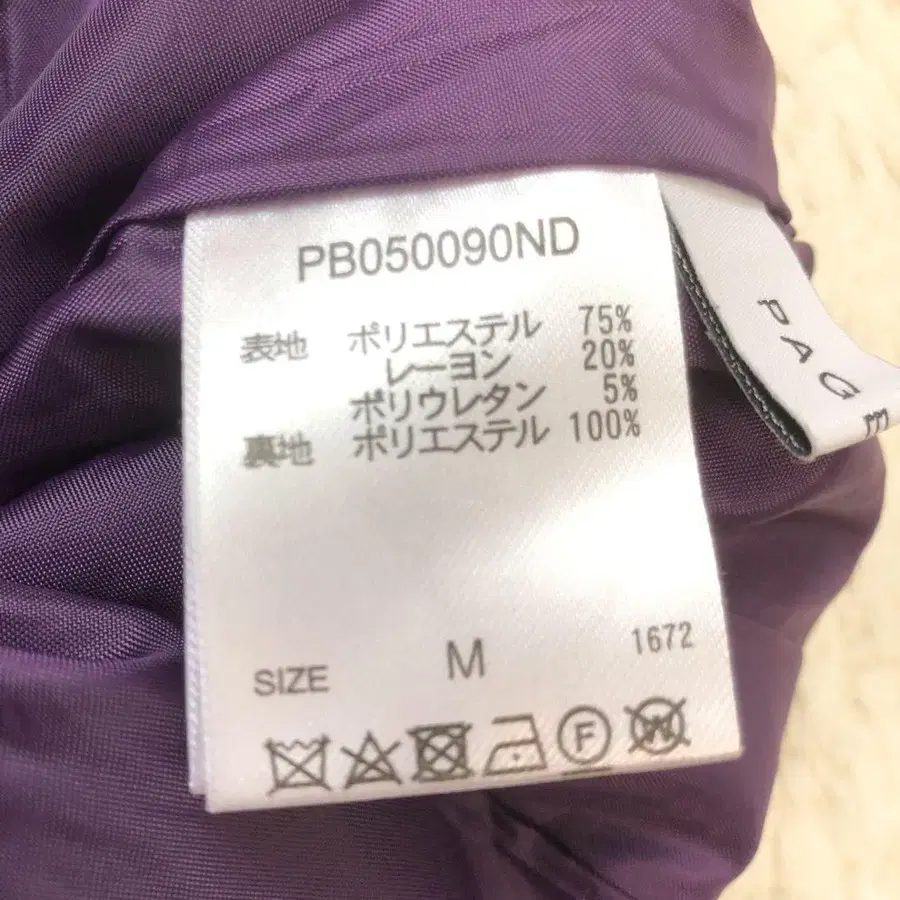 PB050090ND
表地 ポリエステル 75%
レーヨン 20%
ポリウレタン 5%
裏地 ポリエステル 100%
SIZE M 1672
F W
PAGE